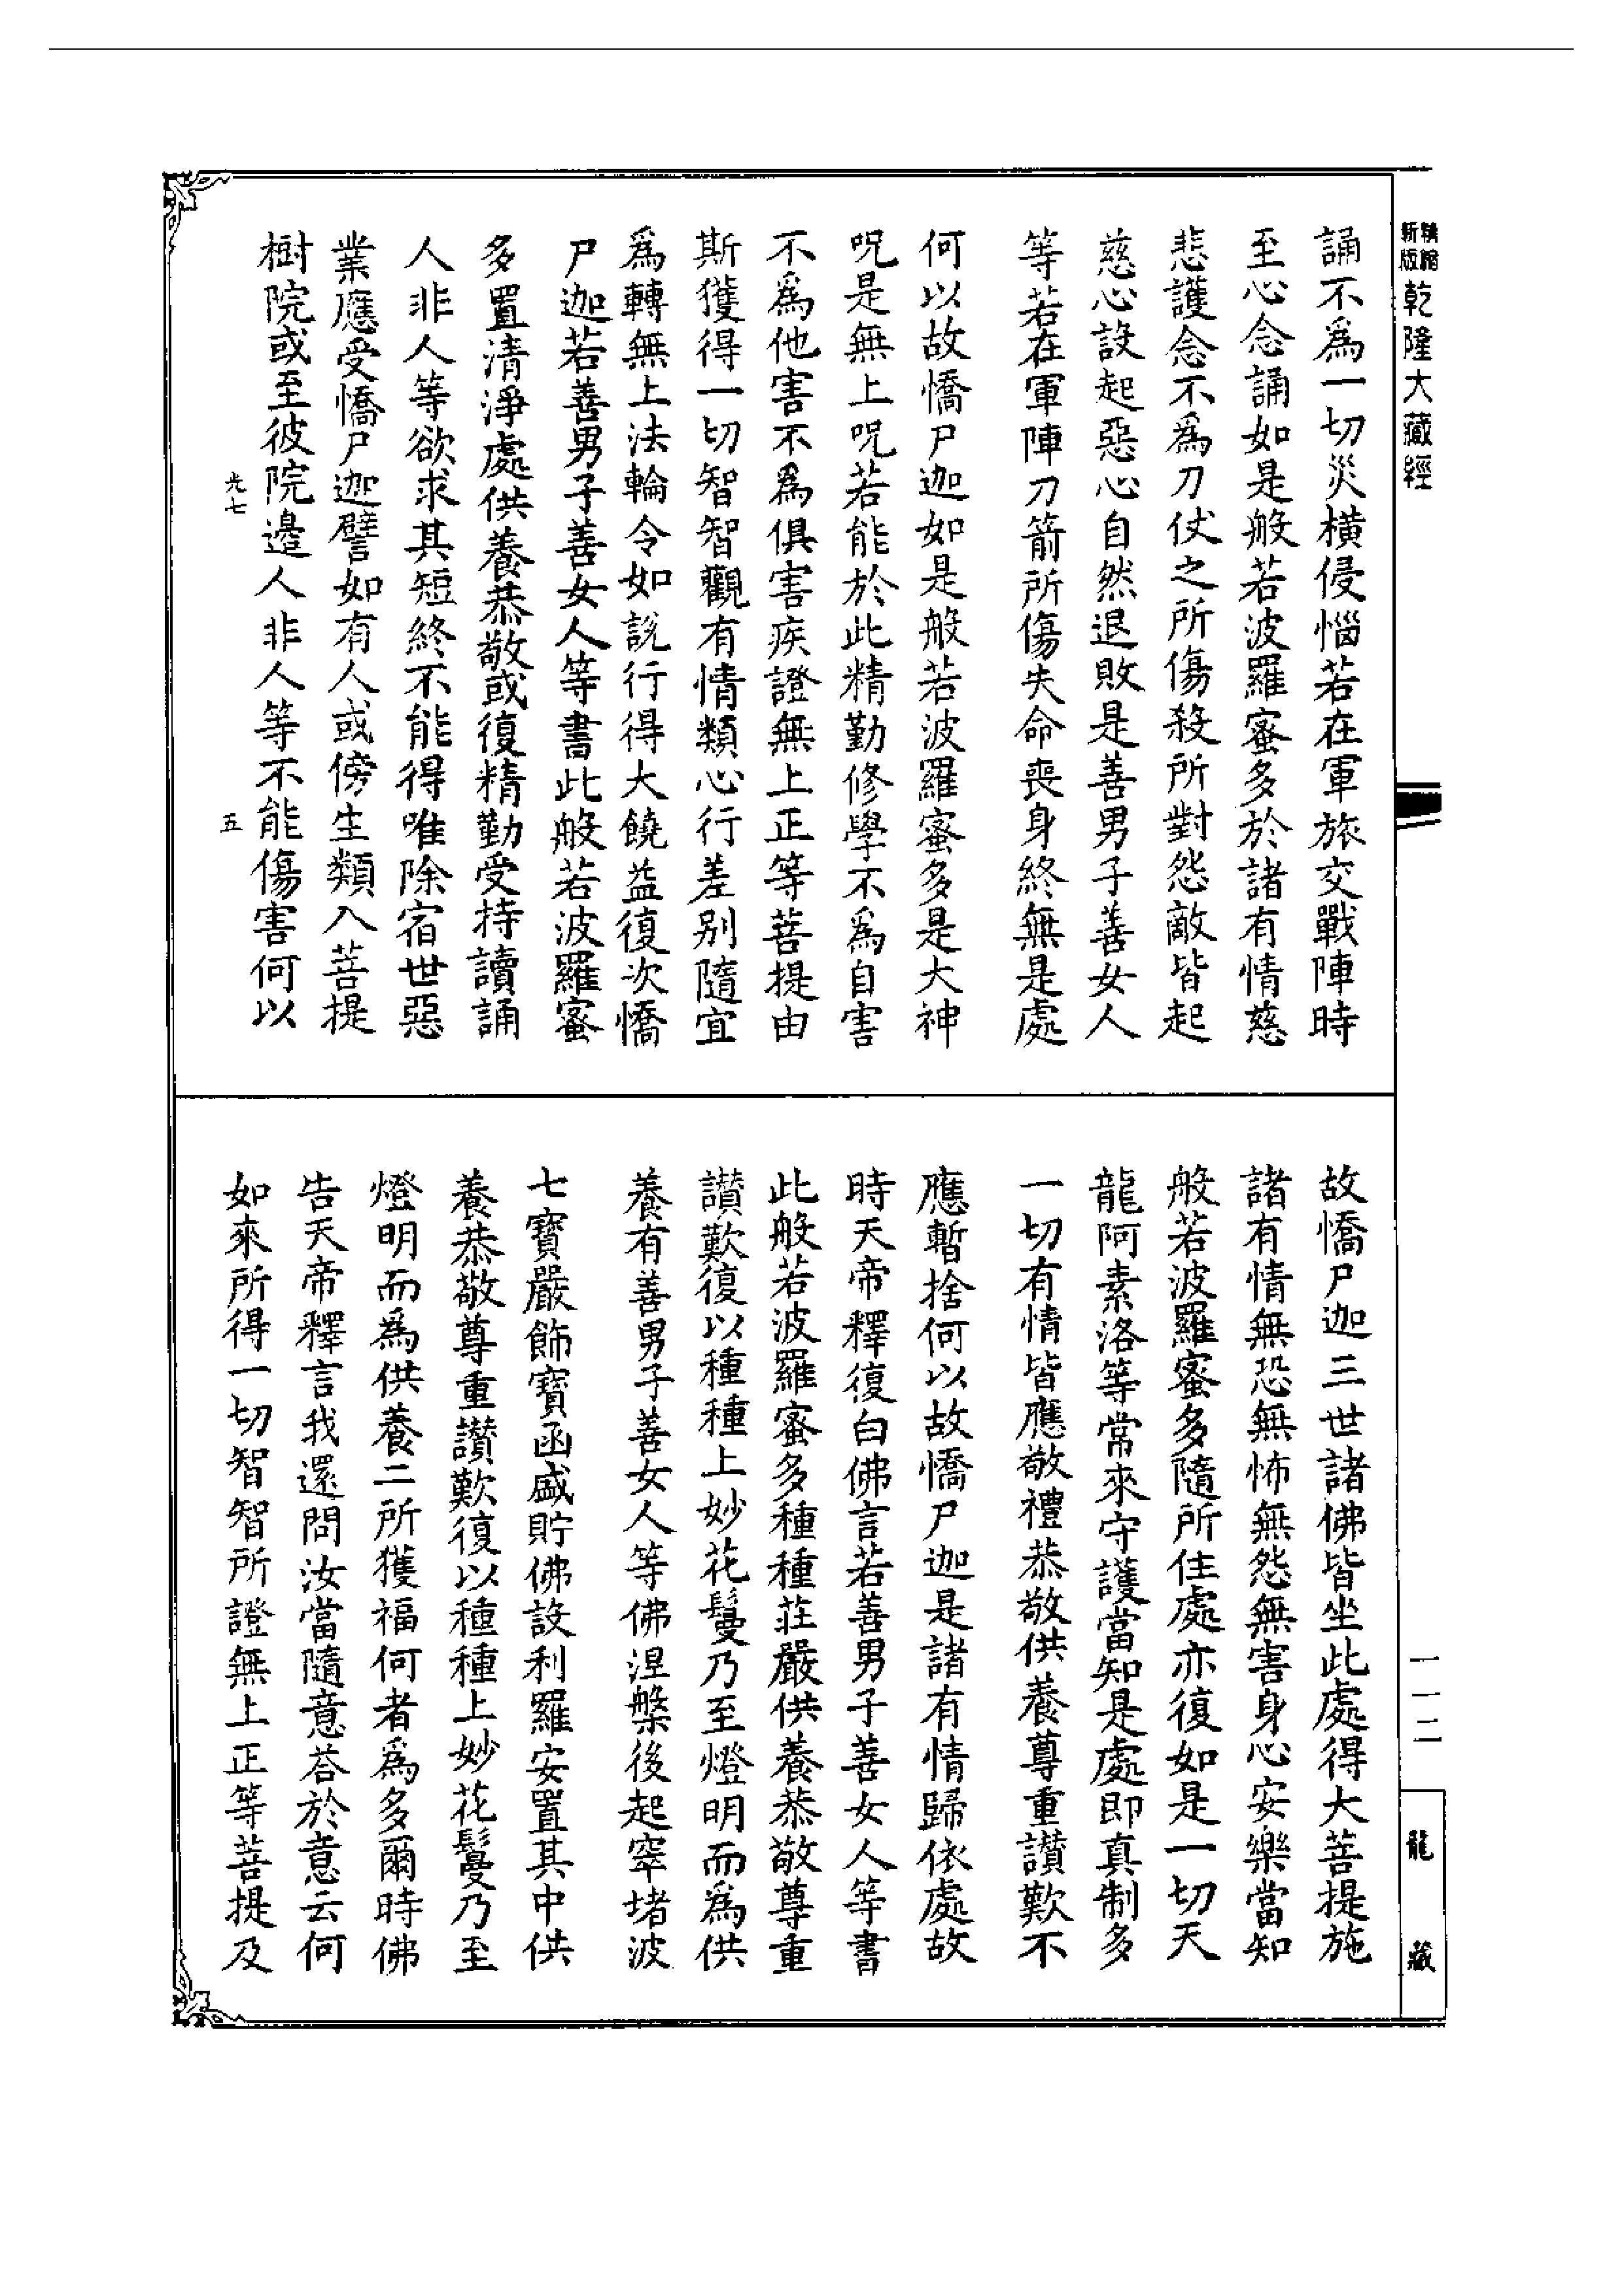 精縮新版乾隆大藏經
一一二
龍藏
誦不爲一切災橫侵惱若在軍旅交戰陣時
至心念誦如是般若波羅蜜多於諸有情慈
悲護念不爲刀仗之所傷殺所對怨敵皆起
慈心設起惡心自然退敗是善男子善女人
等若在軍陣刀箭所傷失命喪身終無是處
何以故憍尸迦如是般若波羅蜜多是大神
呪是無上呪若能於此精勤修學不爲自害
不爲他害不爲俱害疾證無上正等菩提由
斯獲得一切智智觀有情類心行差別隨宜
爲轉無上法輪令如說行得大饒益復次憍
尸迦若善男子善女人等書此般若波羅蜜
多置清淨處供養恭敬或復精勤受持讀誦
人非人等欲求其短終不能得唯除宿世惡
業應受憍尸迦譬如有人或傍生類入菩提
樹院或至彼院邊人非人等不能傷害何以
光七 五
故憍尸迦三世諸佛皆坐此處得大菩提施
諸有情無恐無怖無怨無害身心安樂當知
般若波羅蜜多隨所住處亦復如是一切天
龍阿素洛等常來守護當知是處即真制多
一切有情皆應敬禮恭敬供養尊重讚歎不
應暫捨何以故憍尸迦是諸有情歸依處故
時天帝釋復白佛言若善男子善女人等書
此般若波羅蜜多種種莊嚴供養恭敬尊重
讚歎復以種種上妙花鬘乃至燈明而爲供
養有善男子善女人等佛涅槃後起窣堵波
七寶嚴飾寶函盛貯佛設利羅安置其中供
養恭敬尊重讚歎復以種種上妙花鬘乃至
燈明而爲供養二所獲福何者爲多爾時佛
告天帝釋言我還問汝當隨意荅於意云何
如來所得一切智智所證無上正等菩提及